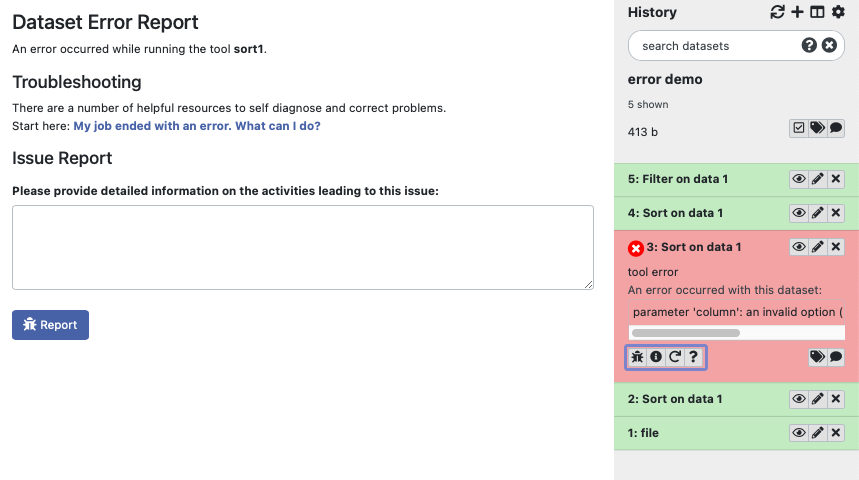 Dataset Error Report
An error occurred while running the tool sort1.
Troubleshooting
There are a number of helpful resources to self diagnose and correct problems.
Start here: My job ended with an error. What can I do?
Issue Report
Please provide detailed information on the activities leading to this issue:
Report
History
search datasets
error demo
5 shown
413 b
5: Filter on data 1
4: Sort on data 1
3: Sort on data 1
tool error
An error occurred with this dataset:
parameter 'column': an invalid option (
2: Sort on data 1
1: file